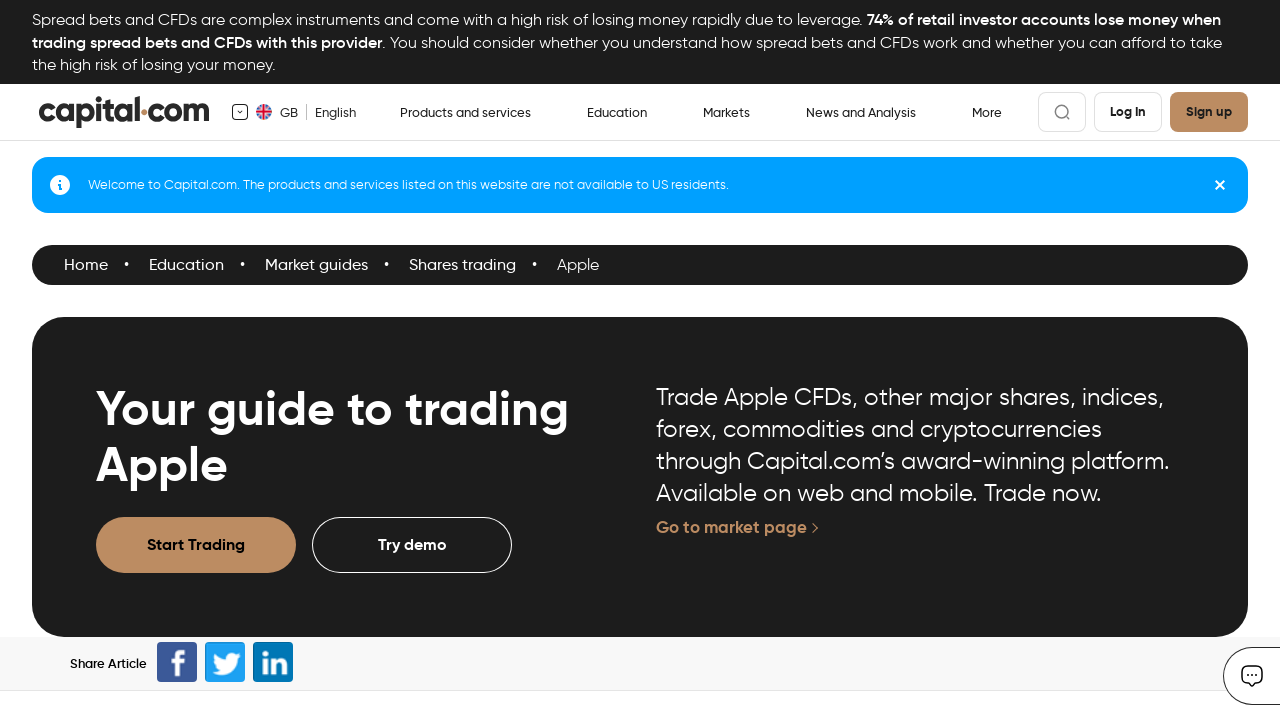 Spread bets and CFDs are complex instruments and come with a high risk of losing money rapidly due to leverage. 74% of retail investor accounts lose money when
trading spread bets and CFDs with this provider. You should consider whether you understand how spread bets and CFDs work and whether you can afford to take
the high risk of losing your money.
capital.com GB English Products and services Education Markets News and Analysis More Log In Sign up
Welcome to Capital.com. The products and services listed on this website are not available to US residents.
Home • Education • Market guides • Shares trading • Apple
Your guide to trading
Apple
Start Trading Try demo
Trade Apple CFDs, other major shares, indices,
forex, commodities and cryptocurrencies
through Capital.com’s award-winning platform.
Available on web and mobile. Trade now.
Go to market page
Share Article